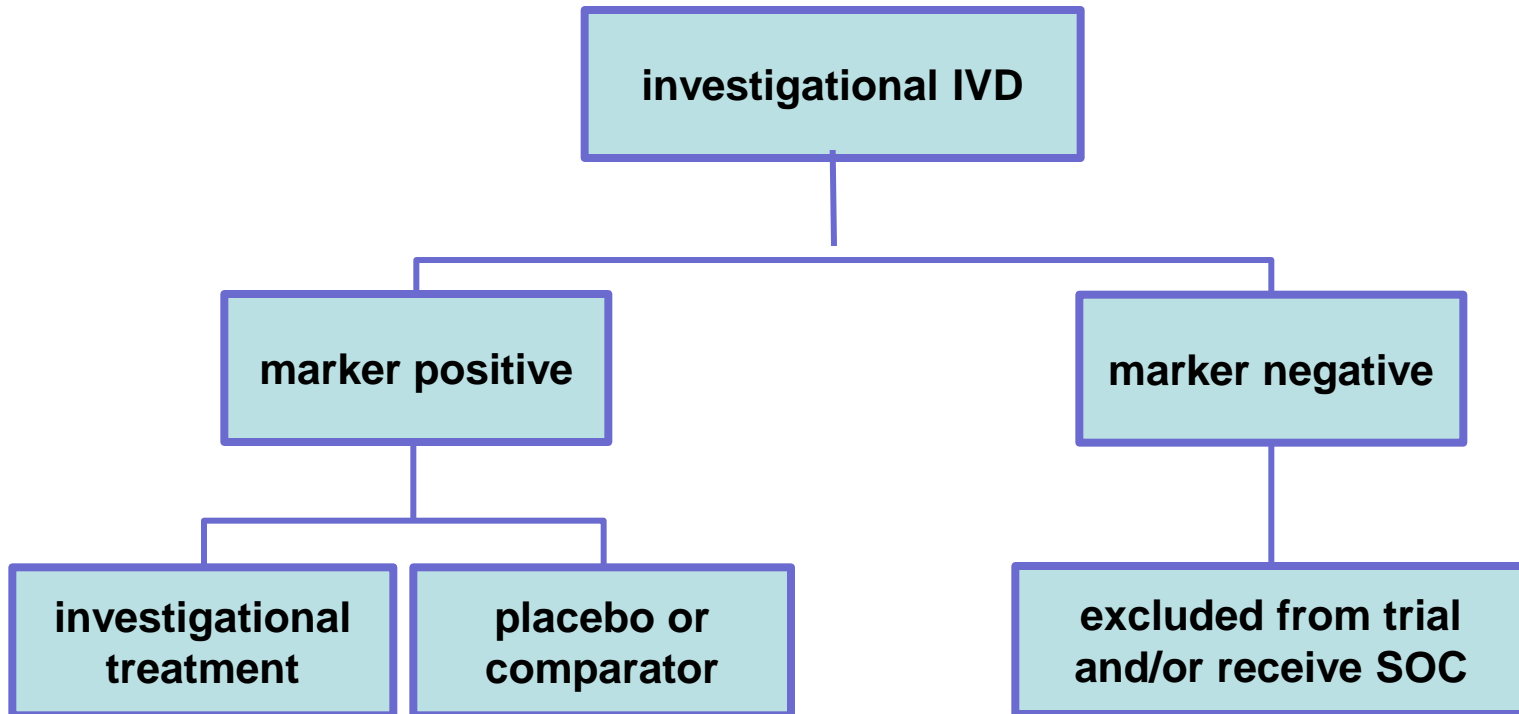 investigational IVD
marker positive
marker negative
investigational
treatment
placebo or
comparator
excluded from trial
and/or receive SOC